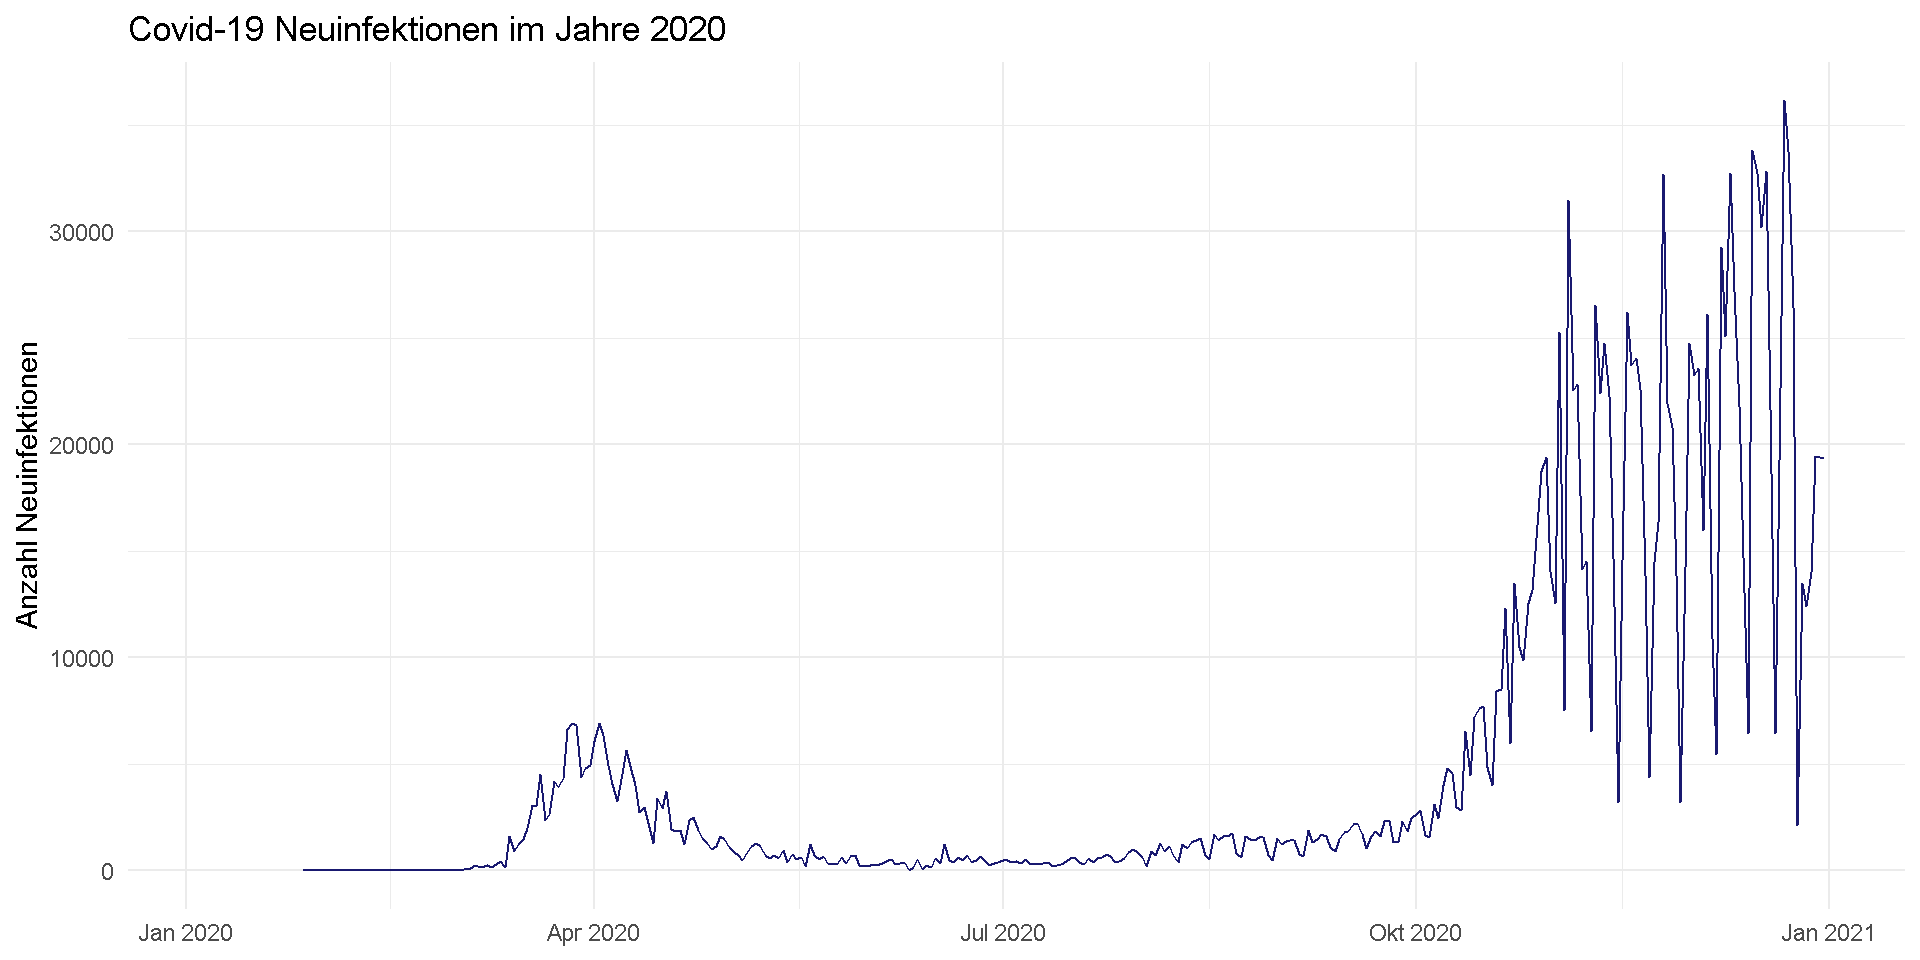 Covid-19 Neuinfektionen im Jahre 2020
Anzahl Neuinfektionen
30000
20000
10000
0
Jan 2020
Apr 2020
Jul 2020
Okt 2020
Jan 2021